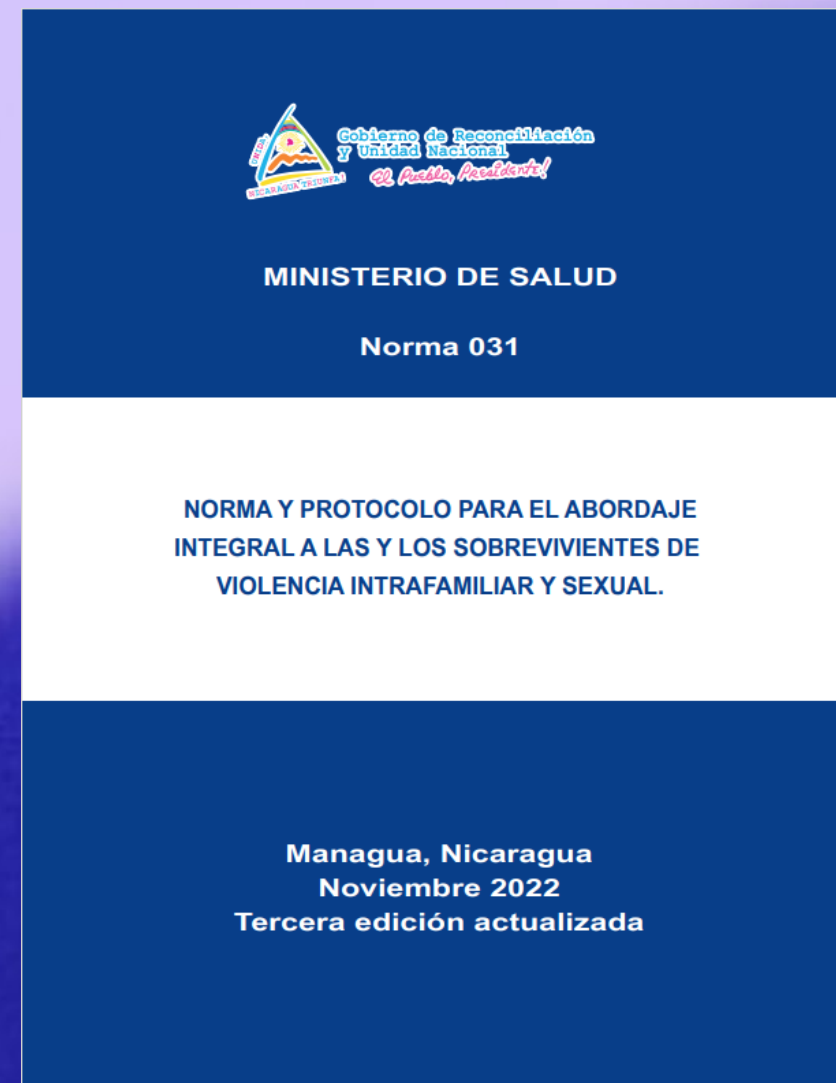 UNIDA,
NICARAGUA TRIUNFA!
Gobierno de Reconciliación
y Unidad Nacional
El Pueblo, Presidente!
MINISTERIO DE SALUD
Norma 031
NORMA Y PROTOCOLO PARA EL ABORDAJE
INTEGRAL A LAS Y LOS SOBREVIVIENTES DE
VIOLENCIA INTRAFAMILIAR Y SEXUAL.
Managua, Nicaragua
Noviembre 2022
Tercera edición actualizada